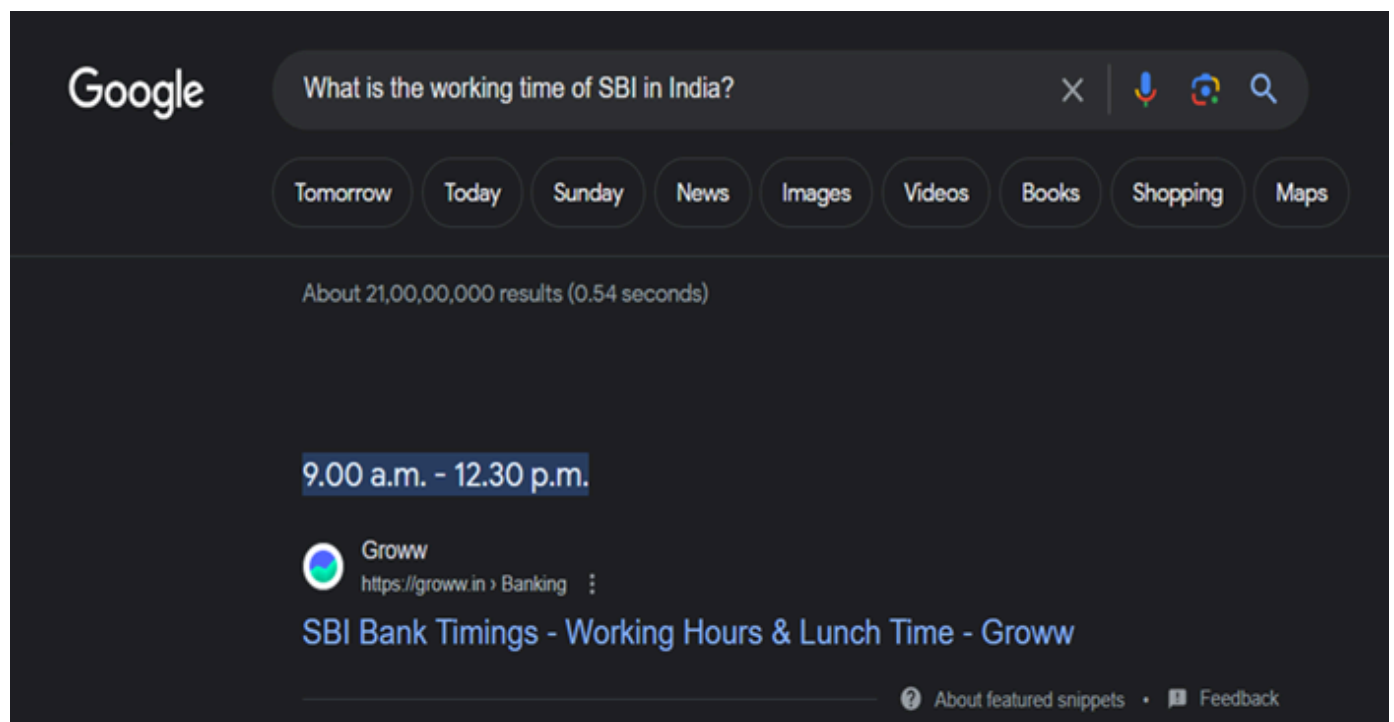 Google
What is the working time of SBI in India?
Tomorrow Today Sunday News Images Videos Books Shopping Maps
About 21,00,00,000 results (0.54 seconds)
9.00 a.m. - 12.30 p.m.
Groww
https://groww.in › Banking
SBI Bank Timings - Working Hours & Lunch Time - Groww
About featured snippets • Feedback